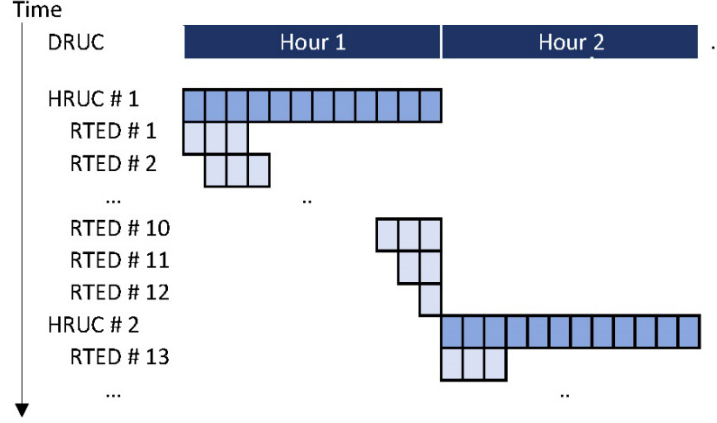 Time
DRUC Hour 1 Hour 2 .
HRUC # 1
RTED # 1
RTED # 2
... ..
RTED # 10
RTED # 11
RTED # 12
HRUC # 2
RTED # 13
... ..